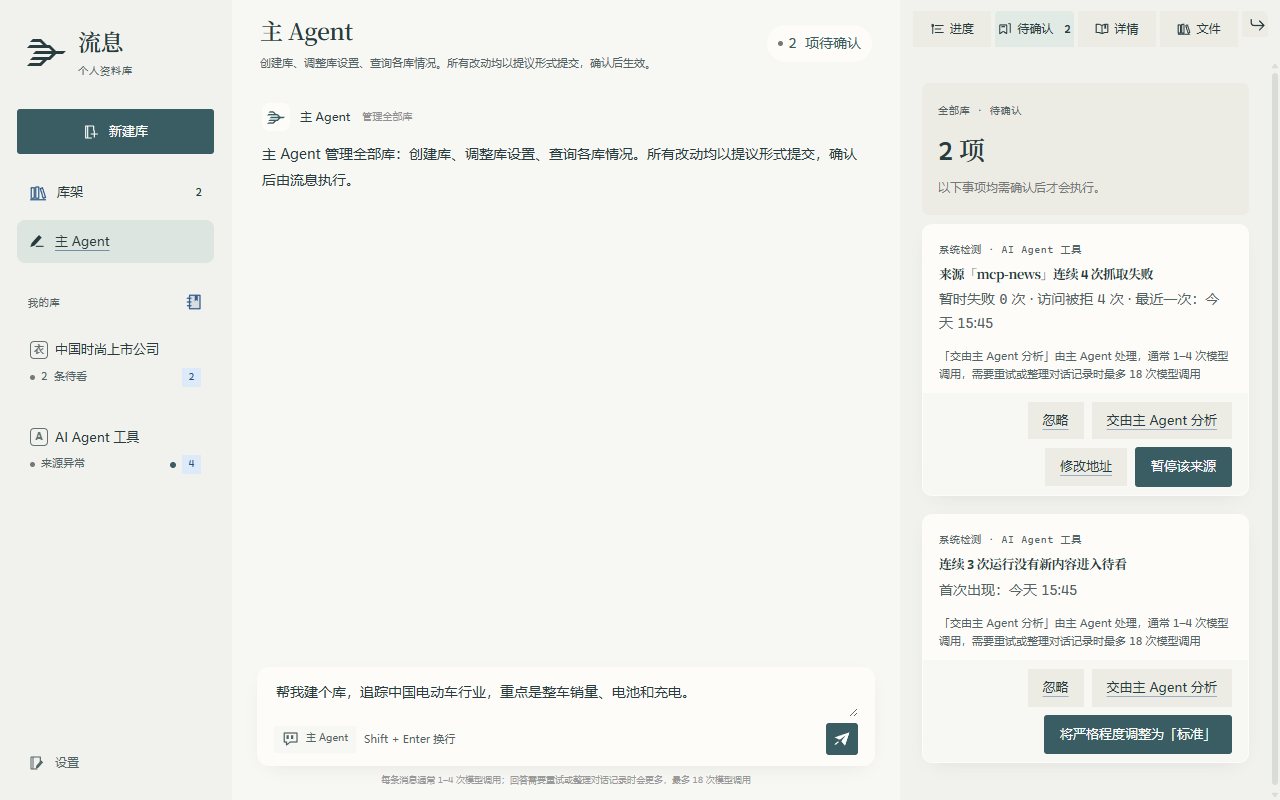 流息
个人资料库
新建库
库架 2
主 Agent
我的库
衣 中国时尚上市公司
2 条待看 2
A AI Agent 工具
来源异常 4
设置
主 Agent
创建库、调整库设置、查询各库情况。所有改动均以提议形式提交，确认后生效。
2 项待确认
主 Agent 管理全部库
主 Agent 管理全部库：创建库、调整库设置、查询各库情况。所有改动均以提议形式提交，确认
后由流息执行。
帮我建个库，追踪中国电动车行业，重点是整车销量、电池和充电。
主 Agent Shift + Enter 换行
每条消息通常 1–4 次模型调用；回答需要重试或整理对话记录时会更多，最多 18 次模型调用
进度 待确认 2 详情 文件
全部库 · 待确认
2 项
以下事项均需确认后才会执行。
系统检测 · AI Agent 工具
来源「mcp-news」连续 4 次抓取失败
暂时失败 0 次 · 访问被拒 4 次 · 最近一次：今
天 15:45
「交由主 Agent 分析」由主 Agent 处理，通常 1–4 次模型
调用，需要重试或整理对话记录时最多 18 次模型调用
忽略 交由主 Agent 分析
修改地址 暂停该来源
系统检测 · AI Agent 工具
连续 3 次运行没有新内容进入待看
首次出现：今天 15:45
「交由主 Agent 分析」由主 Agent 处理，通常 1–4 次模型
调用，需要重试或整理对话记录时最多 18 次模型调用
忽略 交由主 Agent 分析
将严格程度调整为「标准」